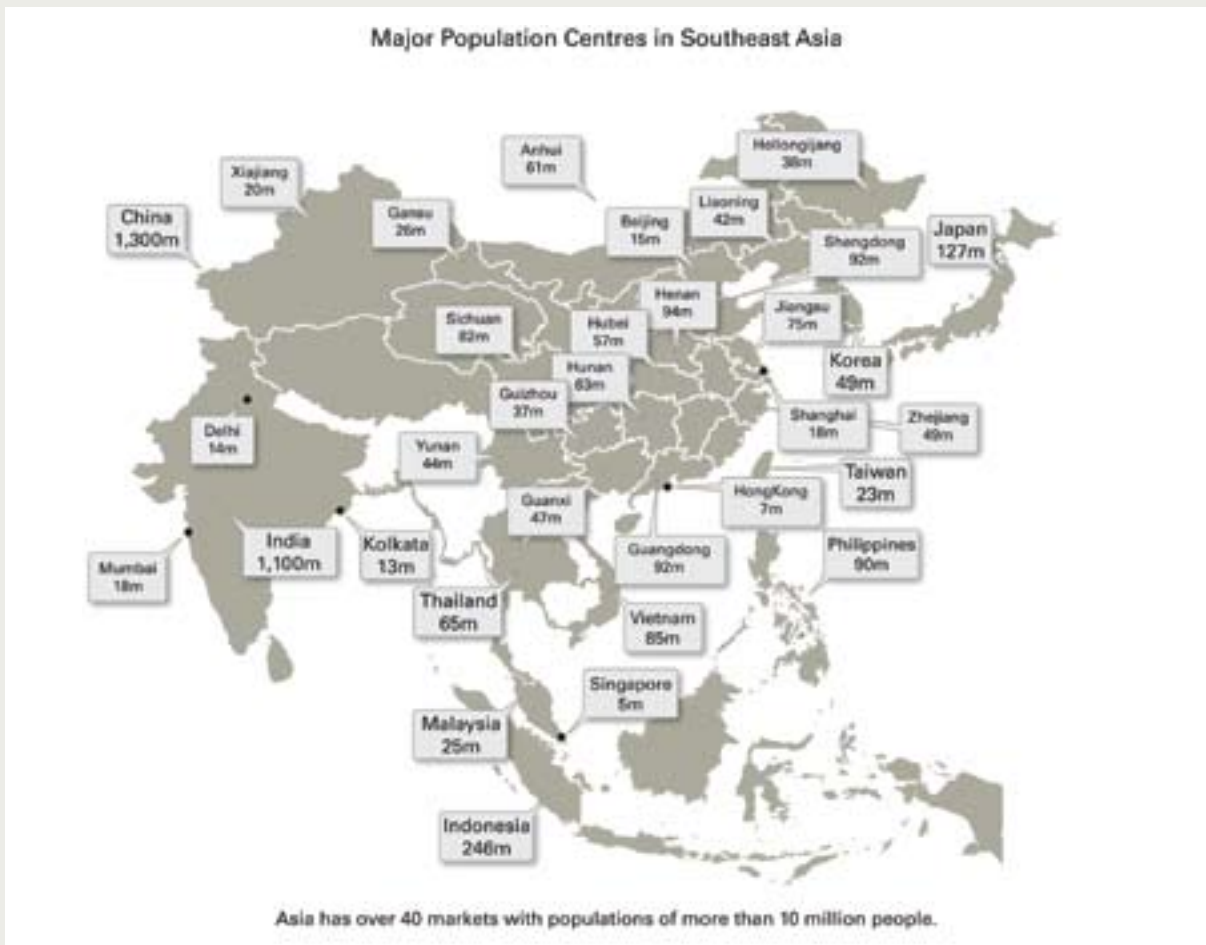 Major Population Centres in Southeast Asia
Anhui
61m
Heilongijang
38m
Xiajiang
20m
Gansu
26m
Liaoning
42m
China
1,300m
Beijing
15m
Shangdong
92m
Japan
127m
Henan
94m
Jiangsu
75m
Sichuan
82m
Hubei
57m
Hunan
63m
Korea
49m
Guizhou
37m
Delhi
14m
Shanghai
18m
Zhejiang
49m
Yunan
44m
Taiwan
23m
HongKong
7m
Guanxi
47m
India
1,100m
Kolkata
13m
Guangdong
92m
Philippines
90m
Mumbai
18m
Thailand
65m
Vietnam
85m
Singapore
5m
Malaysia
25m
Indonesia
246m
Asia has over 40 markets with populations of more than 10 million people.